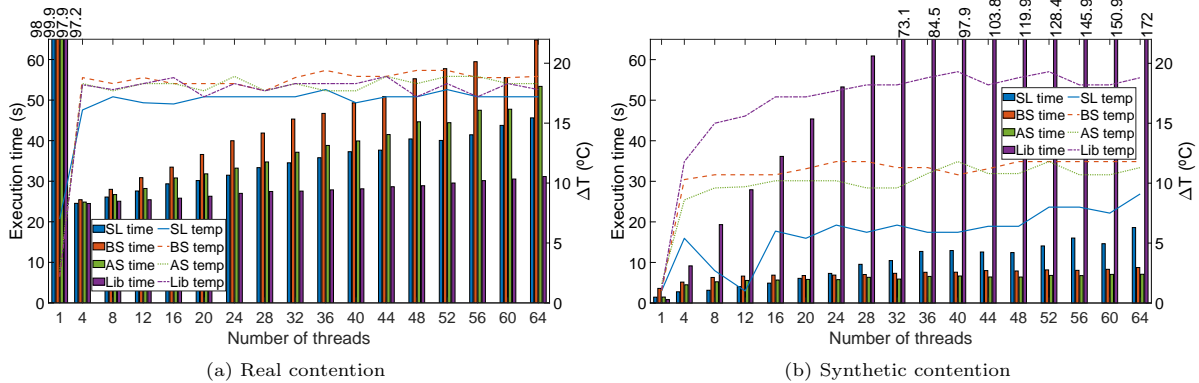 98
99.9
97.9
97.2
Execution time (s)
60
50
40
30
20
10
0
20
15
10
5
0
ΔT (ºC)
SL time
BS time
AS time
Lib time
SL temp
BS temp
AS temp
Lib temp
1 4 8 12 16 20 24 28 32 36 40 44 48 52 56 60 64
Number of threads
(a) Real contention
73.1
84.5
97.9
103.8
119.9
128.4
145.9
150.9
172
Execution time (s)
60
50
40
30
20
10
0
20
15
10
5
0
ΔT (ºC)
SL time
BS time
AS time
Lib time
SL temp
BS temp
AS temp
Lib temp
1 4 8 12 16 20 24 28 32 36 40 44 48 52 56 60 64
Number of threads
(b) Synthetic contention